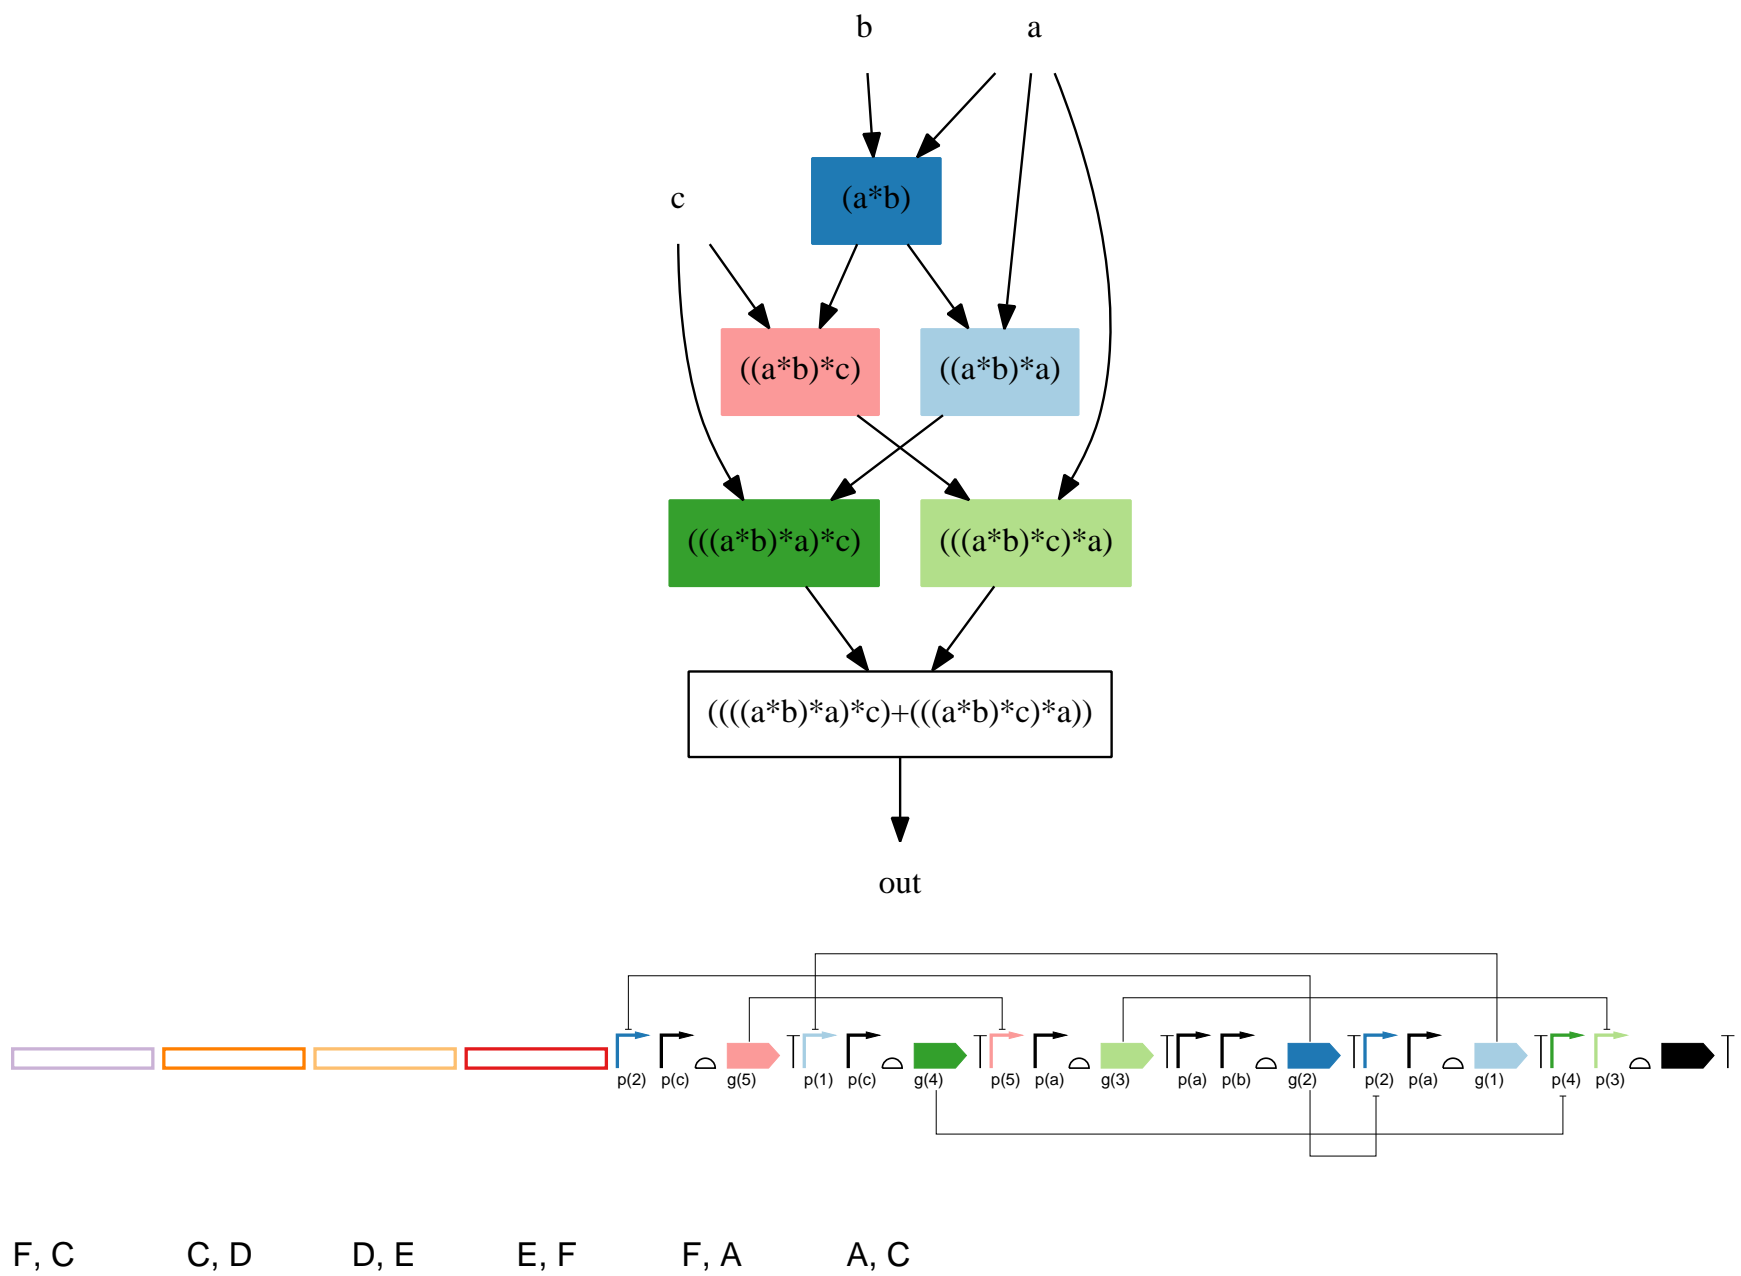 b a
c (a*b)
((a*b)*c) ((a*b)*a)
(((a*b)*a)*c) (((a*b)*c)*a)
((((a*b)*a)*c)+(((a*b)*c)*a))
out
p(2) p(c) g(5) p(1) p(c) g(4) p(5) p(a) g(3) p(a) p(b) g(2) p(2) p(a) g(1) p(4) p(3)
F, C C, D D, E E, F F, A A, C